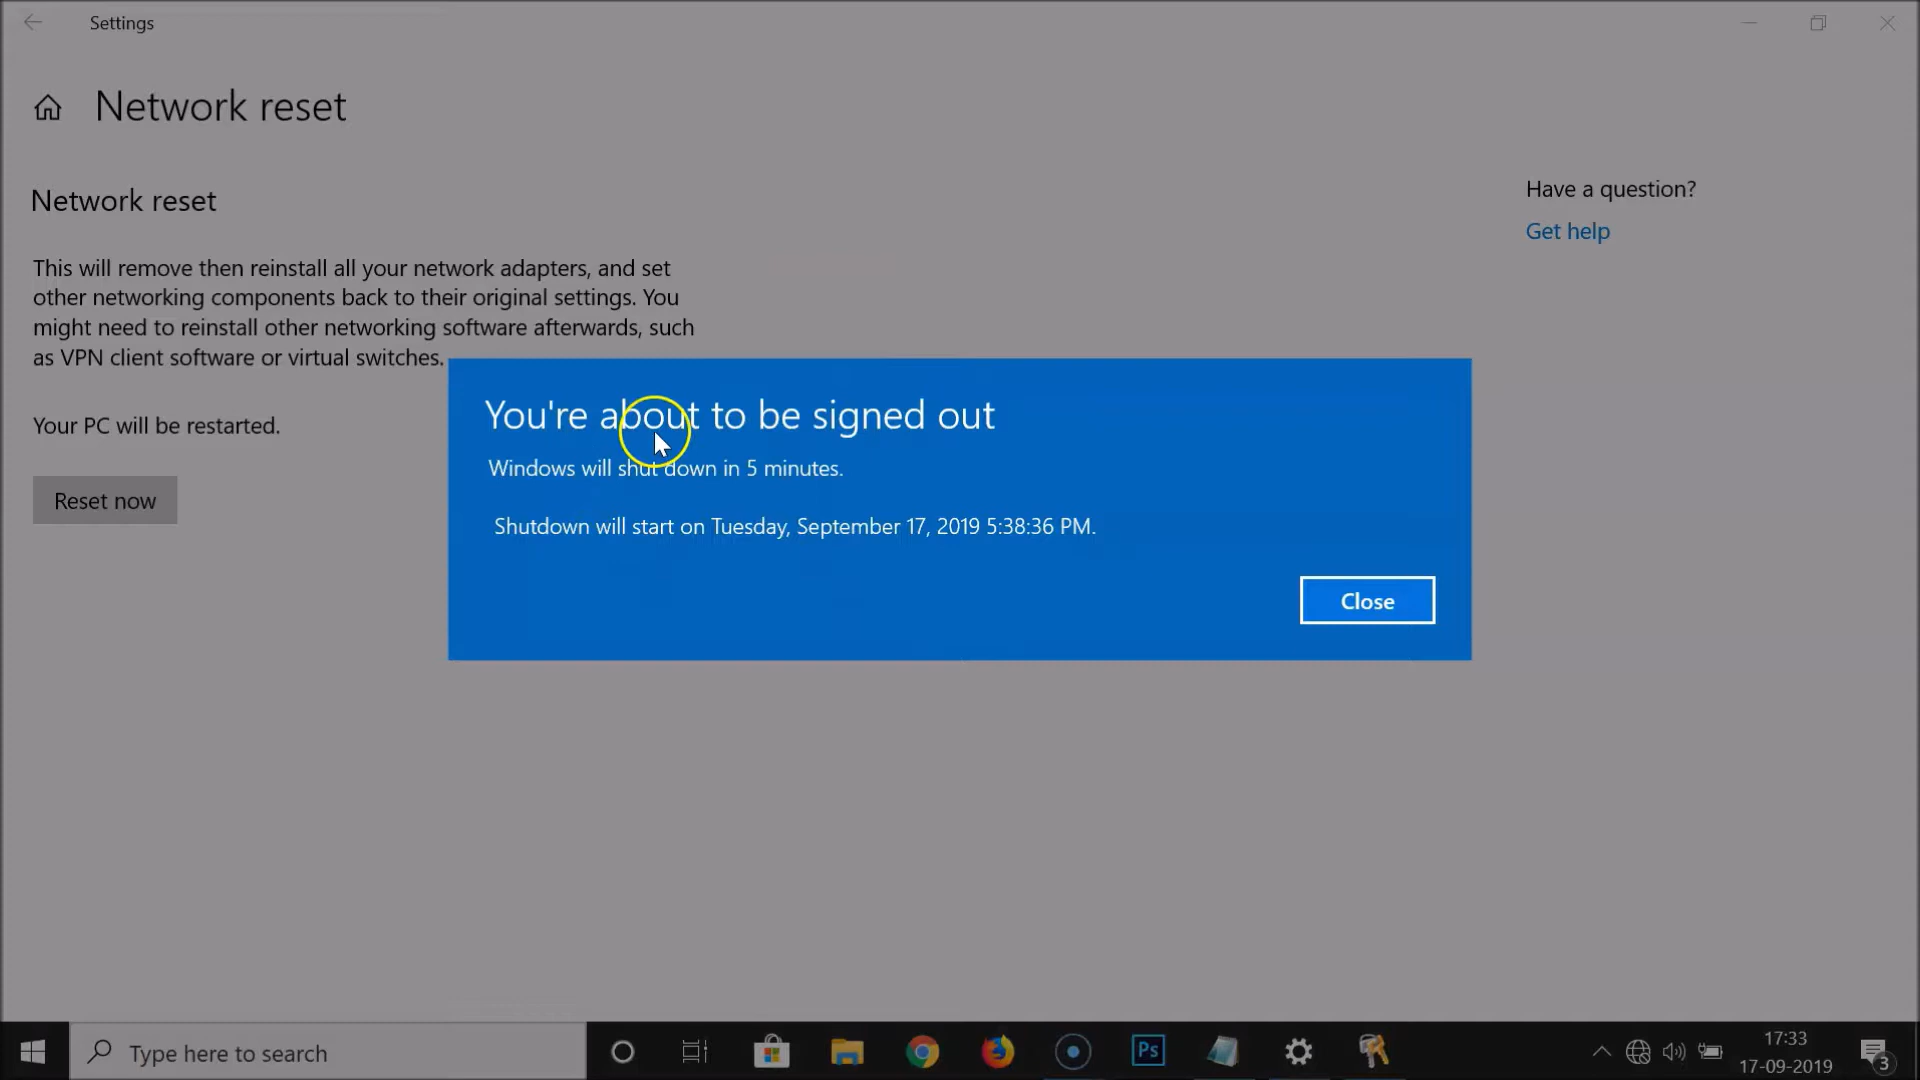 Settings
Network reset
Network reset
This will remove then reinstall all your network adapters, and set
other networking components back to their original settings. You
might need to reinstall other networking software afterwards, such
as VPN client software or virtual switches.
Your PC will be restarted.
Reset now
Have a question?
Get help
You're about to be signed out
Windows will shut down in 5 minutes.
Shutdown will start on Tuesday, September 17, 2019 5:38:36 PM.
Close
Type here to search
Ps
17:33
17-09-2019
3